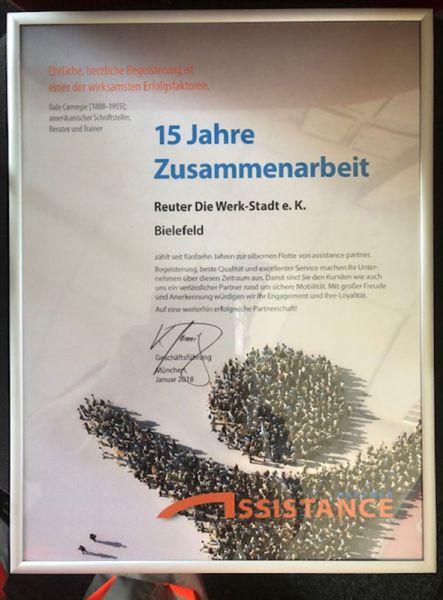 Ehrliche, herzliche Begeisterung ist
einer der wirksamsten Erfolgsfaktoren.
Dale Carnegie [1888–1955];
amerikanischer Schriftsteller,
Berater und Trainer
15 Jahre
Zusammenarbeit
Reuter Die Werk-Stadt e. K.
Bielefeld
zählt seit fünfzehn Jahren zur silbernen Flotte von assistance partner.
Begeisterung, beste Qualität und excellenter Service machen Ihr Unter-
nehmen über diesen Zeitraum aus. Damit sind Sie den Kunden wie auch
uns ein verlässlicher Partner rund um sichere Mobilität. Mit großer Freude
und Anerkennung würdigen wir Ihr Engagement und Ihre Loyalität.
Auf eine weiterhin erfolgreiche Partnerschaft!
Geschäftsführung
München,
Januar 2018
ASSISTANCE